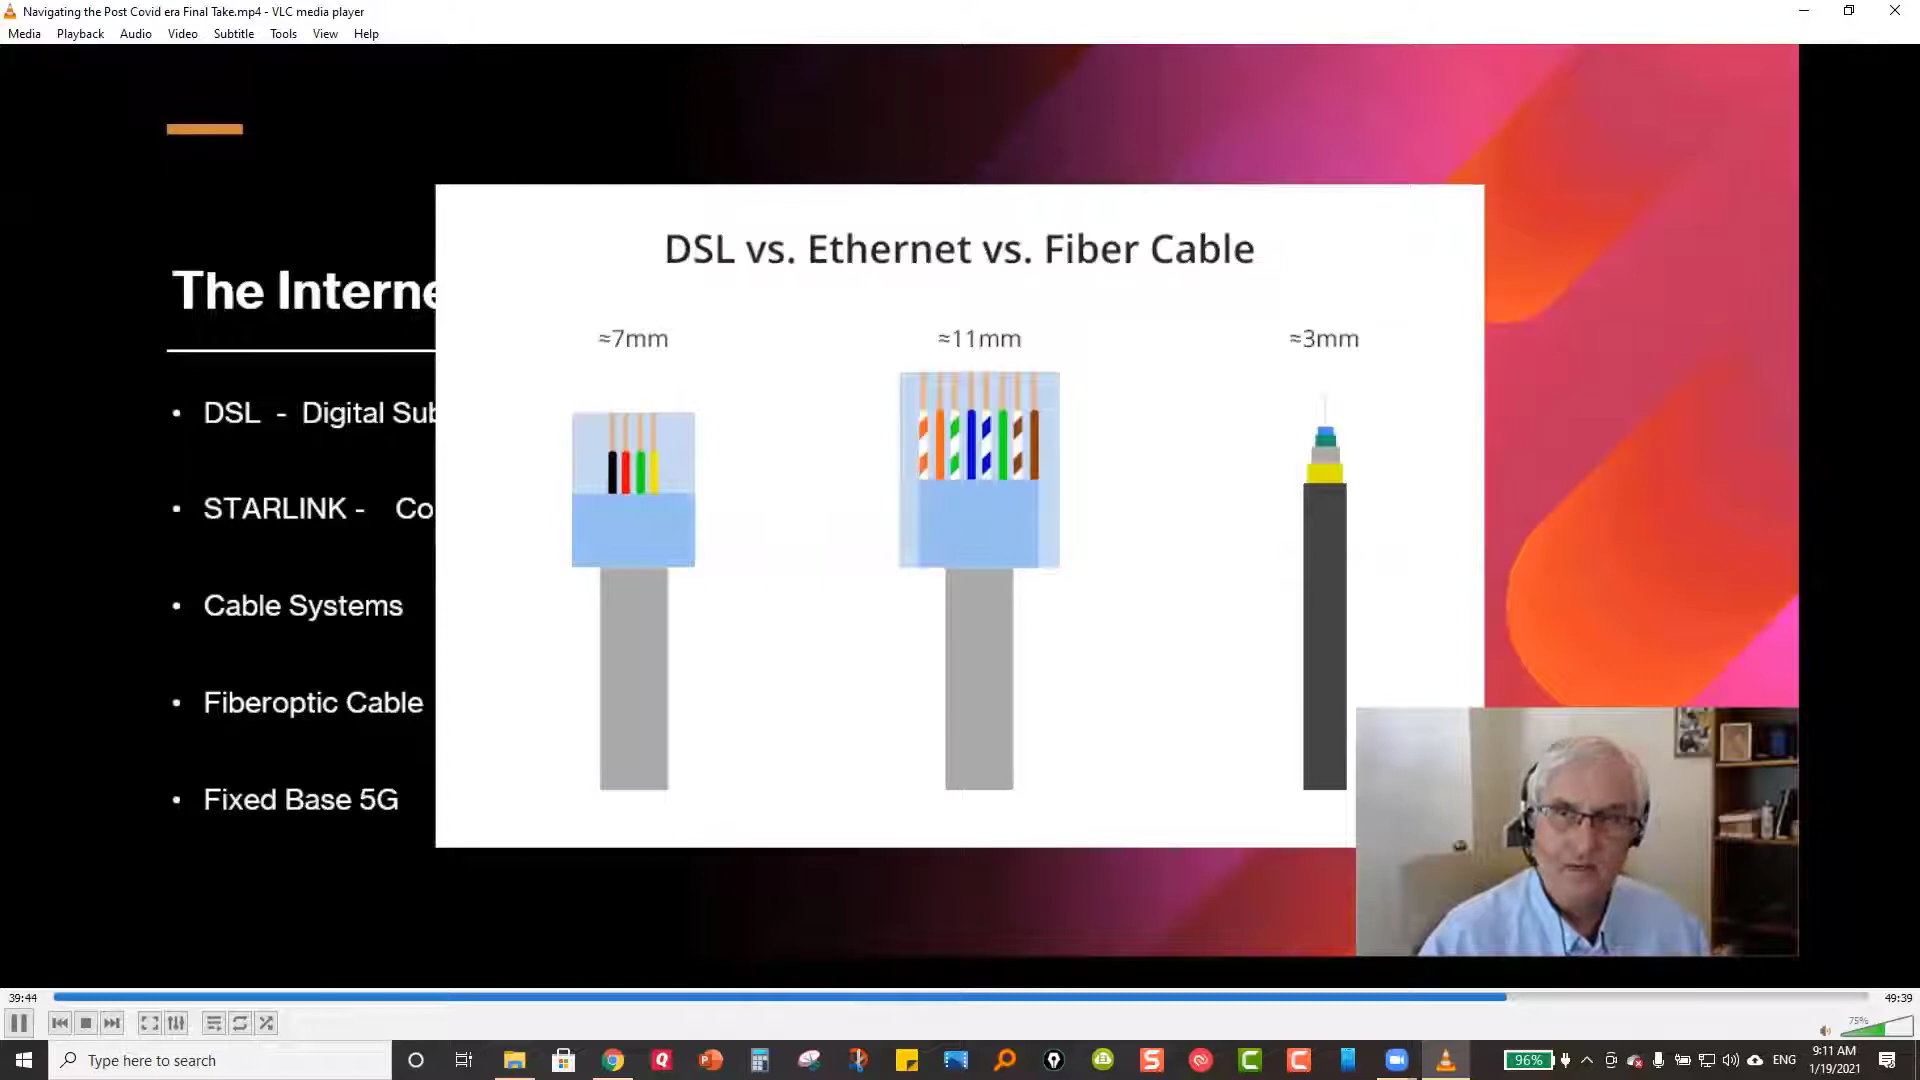 Navigating the Post Covid era Final Take.mp4 - VLC media player
Media Playback Audio Video Subtitle Tools View Help
DSL vs. Ethernet vs. Fiber Cable
≈7mm ≈11mm ≈3mm
The Interne
• DSL - Digital Sub
• STARLINK - Co
• Cable Systems
• Fiberoptic Cable
• Fixed Base 5G
39:44 49:39
75%
Type here to search
96% ENG 9:11 AM
1/19/2021